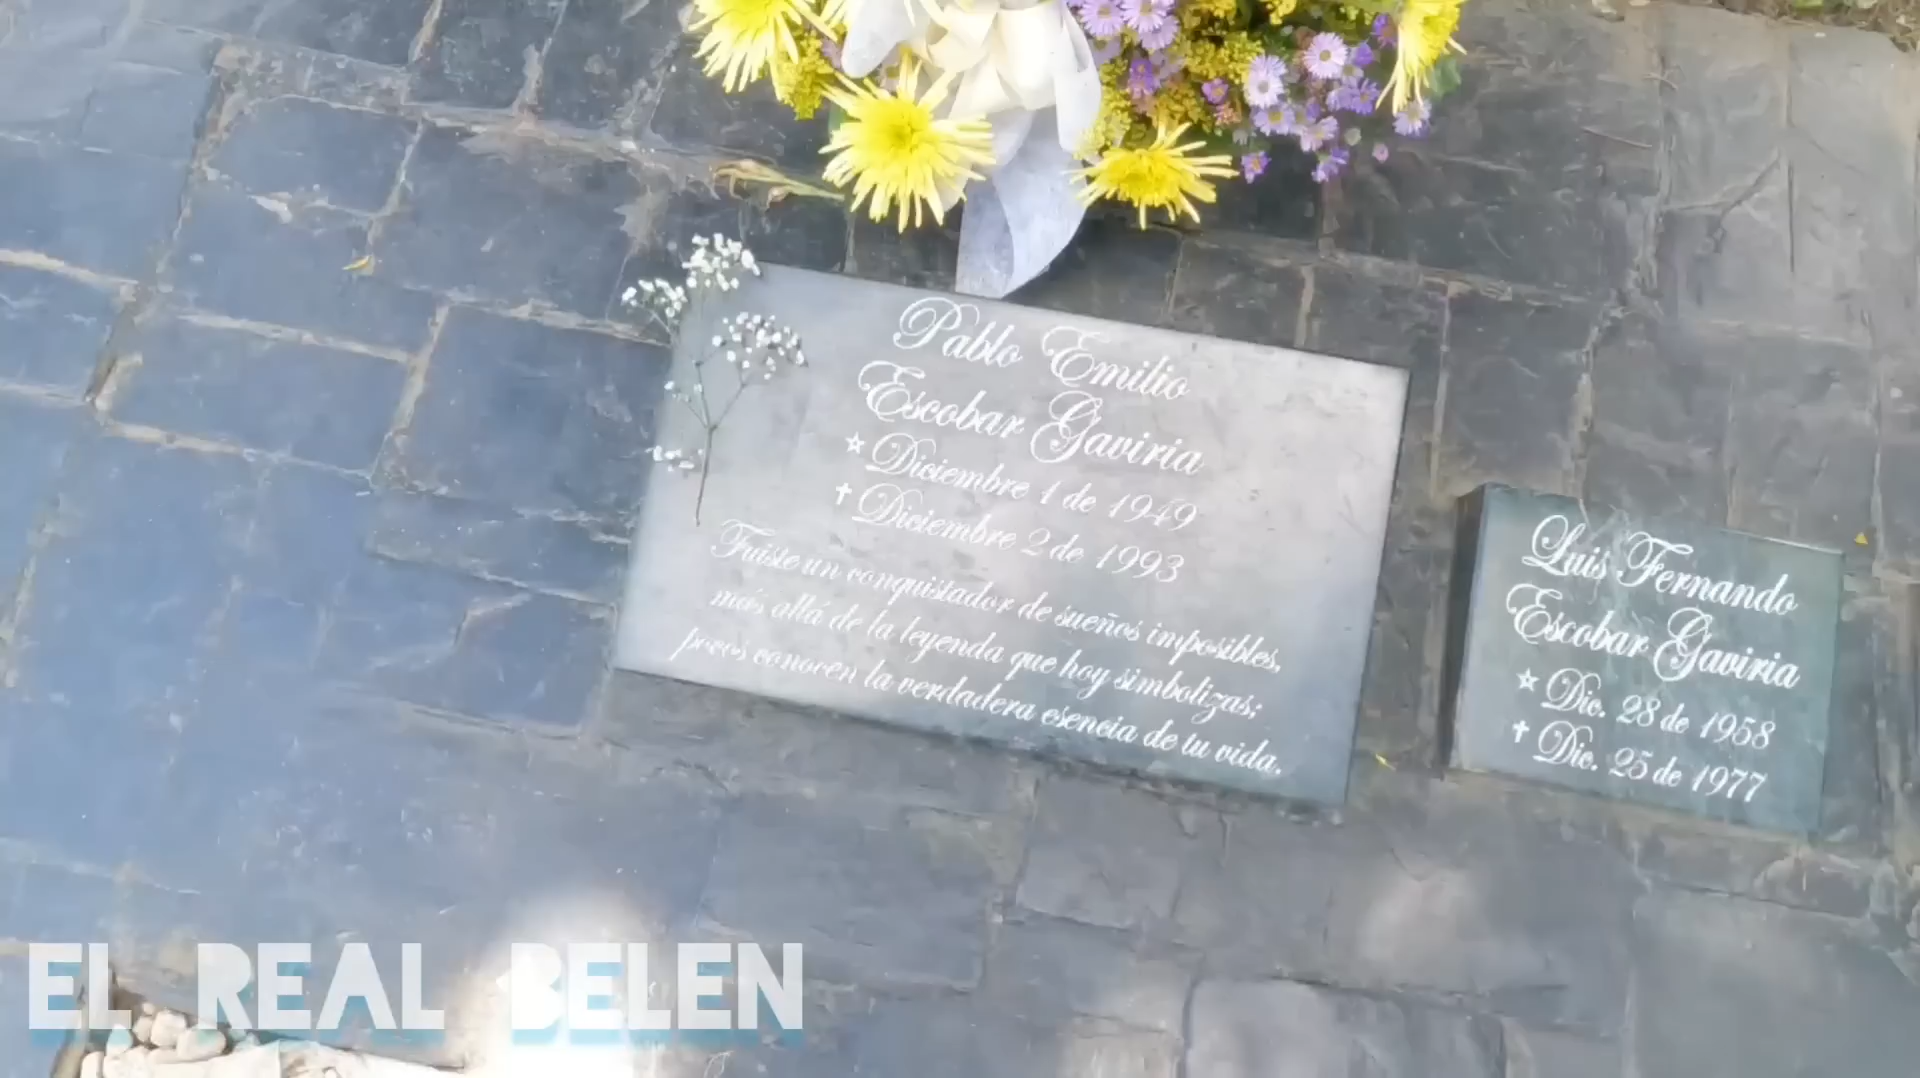 Pablo Emilio
Escobar Gaviria
☆ Diciembre 1 de 1949
✝ Diciembre 2 de 1993
Fuiste un conquistador de sueños imposibles,
más allá de la leyenda que hoy simbolizas;
pocos conocen la verdadera esencia de tu vida.
Luis Fernando
Escobar Gaviria
☆ Dic. 28 de 1958
✝ Dic. 25 de 1977
EL REAL BELEN